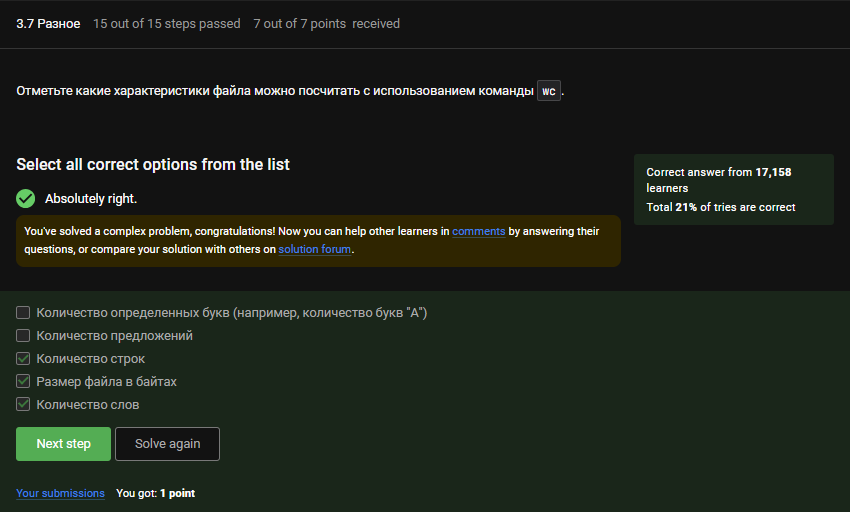 3.7 Разное 15 out of 15 steps passed 7 out of 7 points received
Отметьте какие характеристики файла можно посчитать с использованием команды wc.
Select all correct options from the list
Absolutely right.
You've solved a complex problem, congratulations! Now you can help other learners in comments by answering their
questions, or compare your solution with others on solution forum.
Correct answer from 17,158
learners
Total 21% of tries are correct
Количество определенных букв (например, количество букв "А")
Количество предложений
Количество строк
Размер файла в байтах
Количество слов
Next step Solve again
Your submissions You got: 1 point